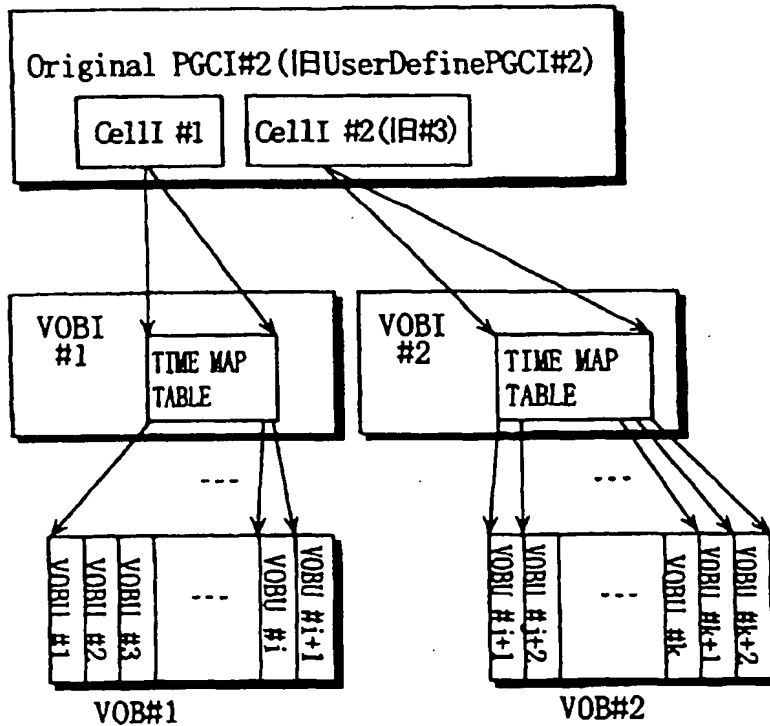 Original PGCI#2(旧UserDefinePGCI#2)
CellI #1
CellI #2(旧#3)
VOBI
#1
TIME MAP
TABLE
VOBI
#2
TIME MAP
TABLE
---
---
VOBU #1
VOBU #2
VOBU #3
---
VOBU #i
VOBU #i+1
VOBU #i+1
VOBU #i+2
---
VOBU #k
VOBU #k+1
VOBU #k+2
VOB#1
VOB#2